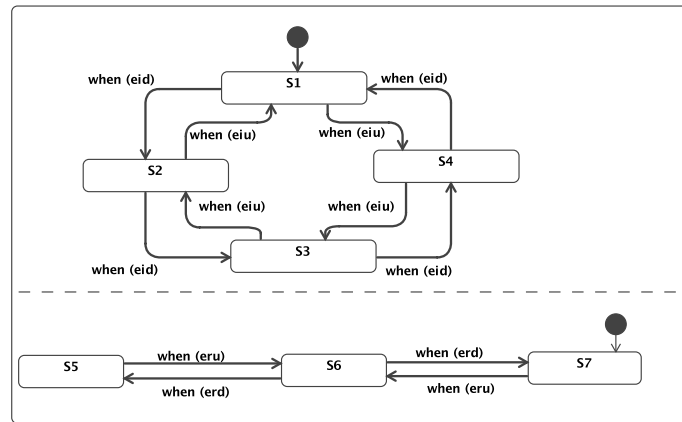 when (eid)
when (eid)
S1
when (eiu)
when (eiu)
S2
S4
when (eiu)
when (eiu)
S3
when (eid)
when (eid)
when (eru)
when (erd)
S5
S6
S7
when (erd)
when (eru)